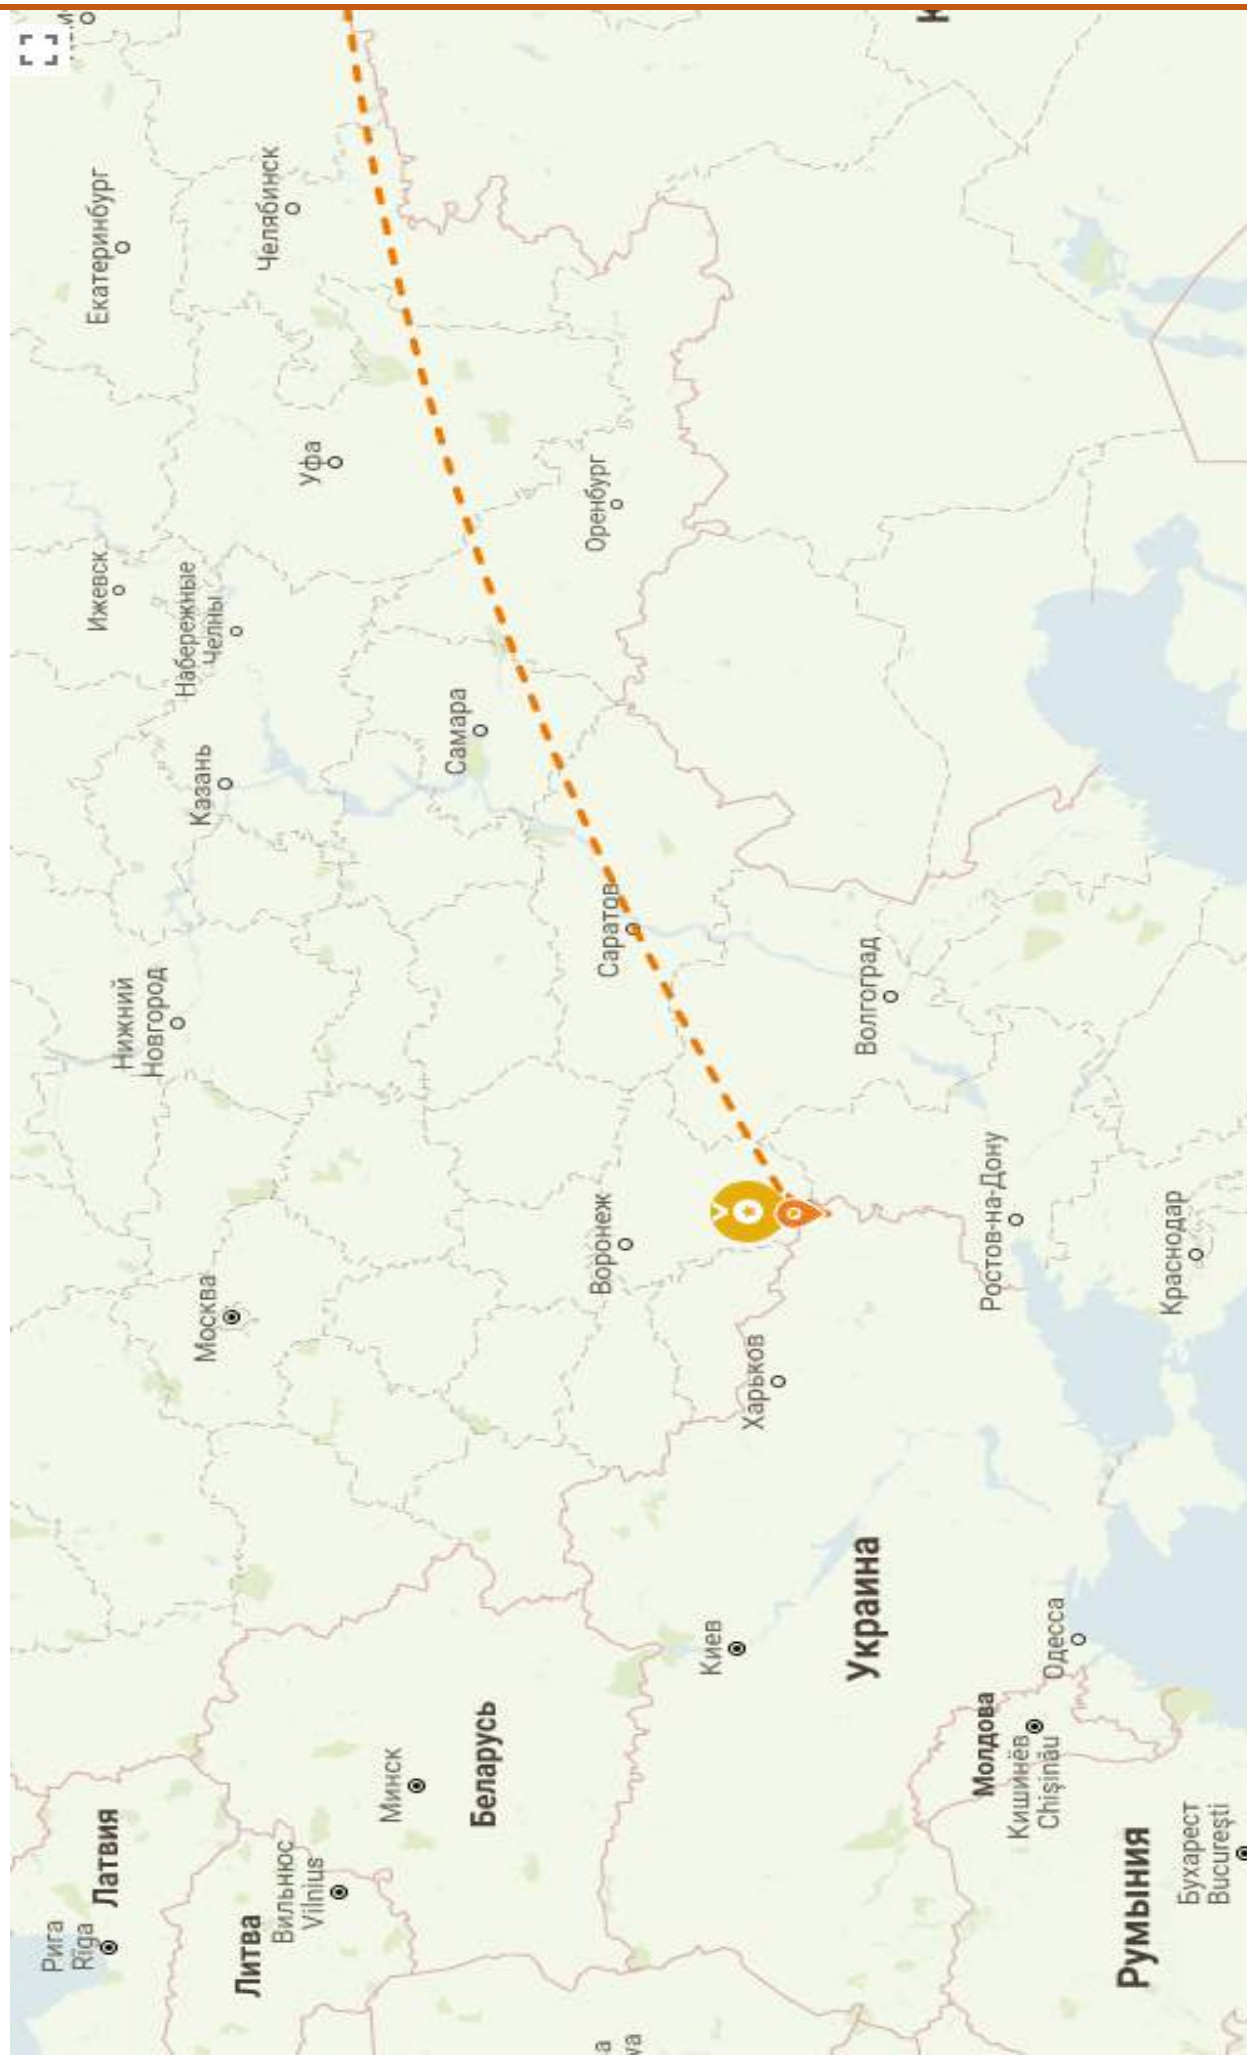 Рига
Rīga
Латвия
Литва
Вильнюс
Vilnius
Минск
Беларусь
Киев
Украина
Молдова
Кишинёв
Chişinău
Одесса
Румыния
Бухарест
Bucureşti
Москва
Воронеж
Харьков
Ростов-на-Дону
Краснодар
Нижний
Новгород
Саратов
Волгоград
Казань
Самара
Набережные
Челны
Ижевск
Уфа
Оренбург
Екатеринбург
Челябинск